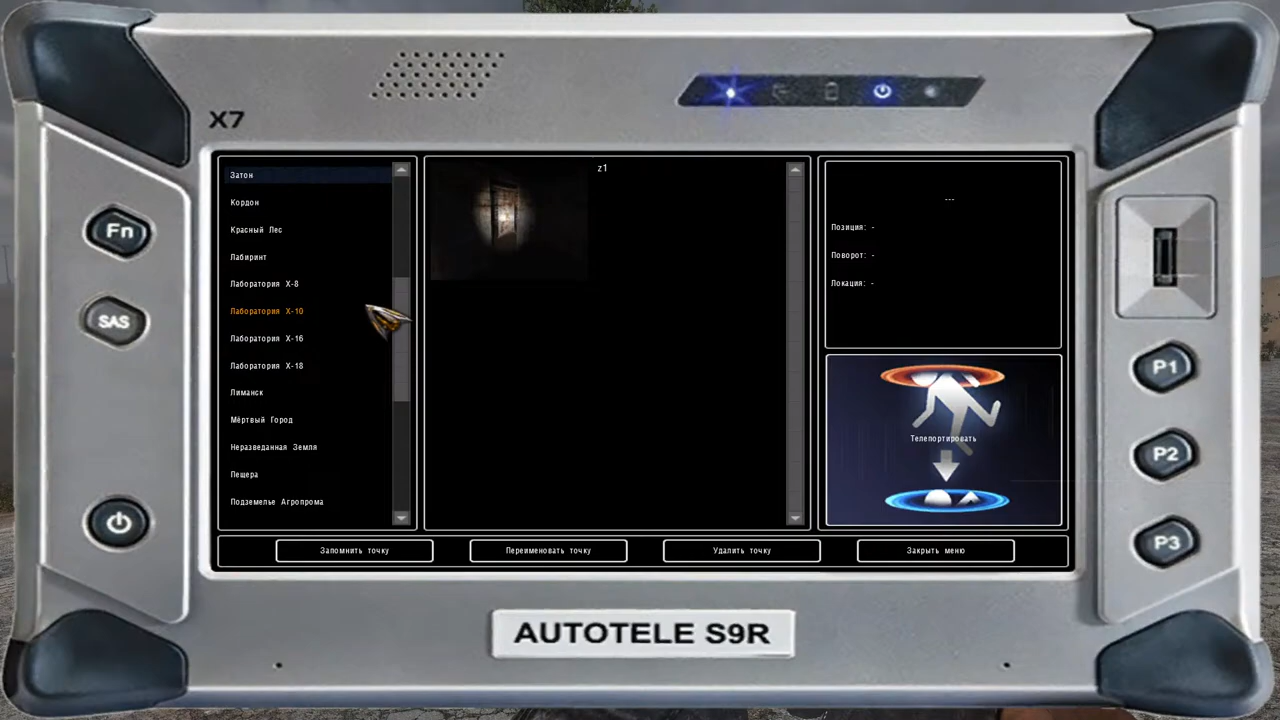 X7
Fn
SAS
Затон
Кордон
Красный Лес
Лабиринт
Лаборатория Х-8
Лаборатория Х-10
Лаборатория Х-16
Лаборатория Х-18
Лиманск
Мёртвый Город
Неразведанная Земля
Пещера
Подземелье Агропрома
z1
---
Позиция: -
Поворот: -
Локация: -
Телепортировать
Запомнить точку
Переименовать точку
Удалить точку
Закрыть меню
P1
P2
P3
AUTOTELE S9R